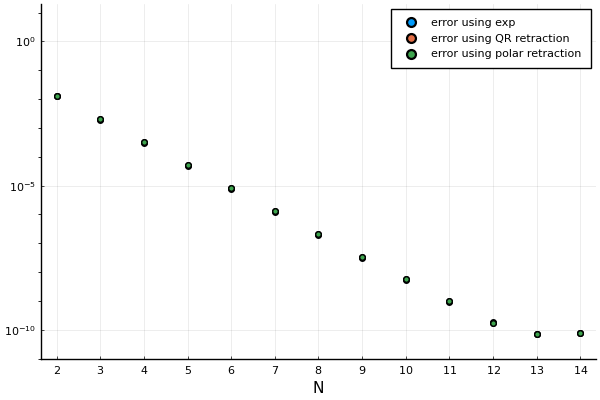 error using exp
error using QR retraction
error using polar retraction
10⁰
10⁻⁵
10⁻¹⁰
2 3 4 5 6 7 8 9 10 11 12 13 14
N